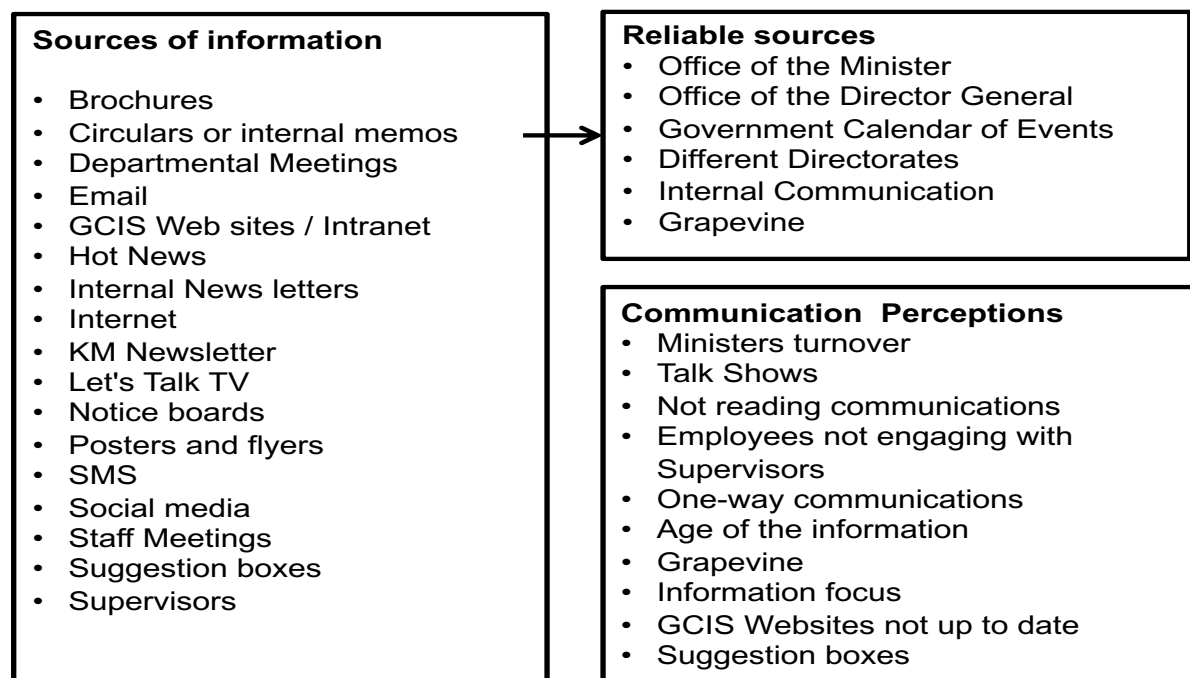 Sources of information
• Brochures
• Circulars or internal memos
• Departmental Meetings
• Email
• GCIS Web sites / Intranet
• Hot News
• Internal News letters
• Internet
• KM Newsletter
• Let's Talk TV
• Notice boards
• Posters and flyers
• SMS
• Social media
• Staff Meetings
• Suggestion boxes
• Supervisors
Reliable sources
• Office of the Minister
• Office of the Director General
• Government Calendar of Events
• Different Directorates
• Internal Communication
• Grapevine
Communication Perceptions
• Ministers turnover
• Talk Shows
• Not reading communications
• Employees not engaging with
Supervisors
• One-way communications
• Age of the information
• Grapevine
• Information focus
• GCIS Websites not up to date
• Suggestion boxes